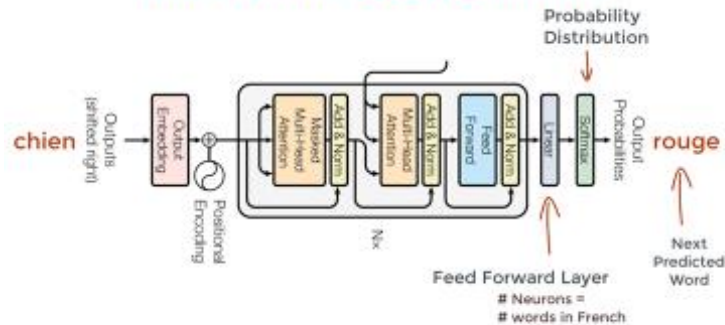 Probability
Distribution
chien
Outputs
(shifted right)
Output
Embedding
Positional
Encoding
Masked
Multi-Head
Attention
Add & Norm
Multi-Head
Attention
Add & Norm
Feed
Forward
Add & Norm
Nx
Linear
Softmax
Output
Probabilities
rouge
Feed Forward Layer
# Neurons =
# words in French
Next
Predicted
Word